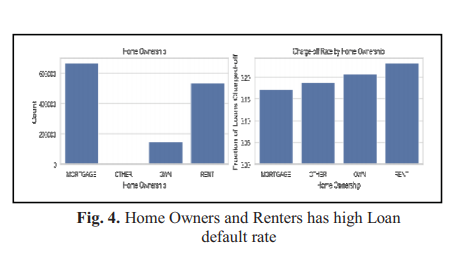 Home Ownership
Charge-off Rate by Home Ownership
Count
0
MORTGAGE OTHER OWN RENT
Home Ownership
Fraction of Loans Charged-off
MORTGAGE OTHER OWN RENT
Home Ownership
Fig. 4. Home Owners and Renters has high Loan
default rate